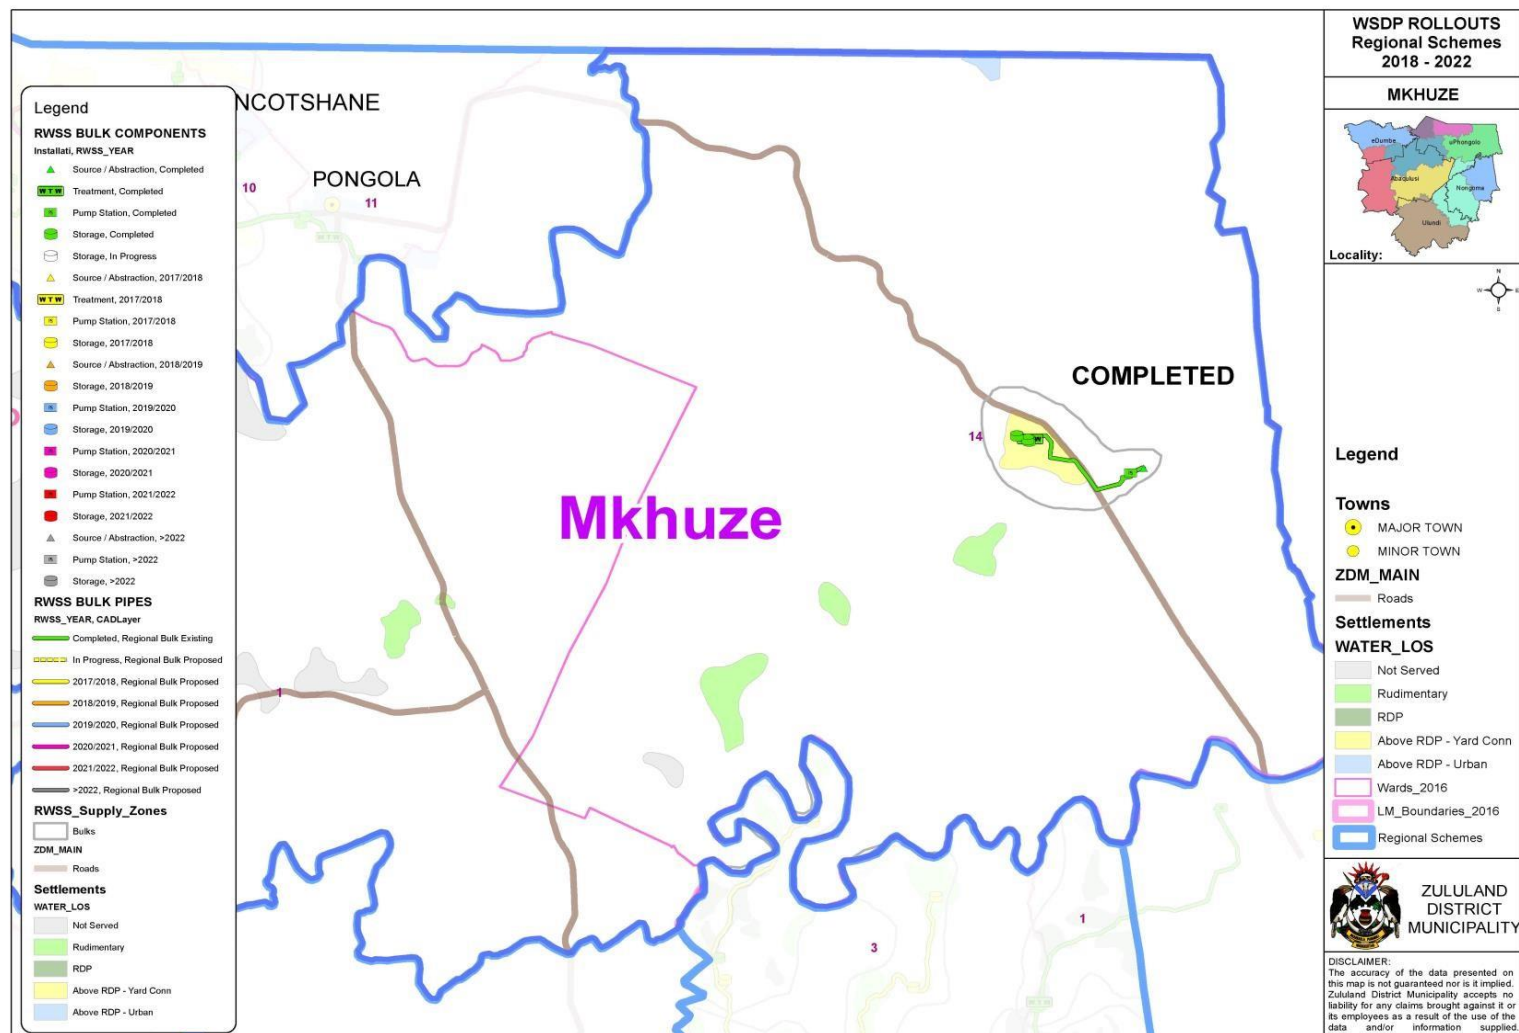 WSDP ROLLOUTS
Regional Schemes
2018 - 2022
MKHUZE
eDumbe
uPhongolo
Abaqulusi
Nongoma
Ulundi
Locality:
N
W
E
S
Legend
Towns
MAJOR TOWN
MINOR TOWN
ZDM_MAIN
Roads
Settlements
WATER_LOS
Not Served
Rudimentary
RDP
Above RDP - Yard Conn
Above RDP - Urban
Wards_2016
LM_Boundaries_2016
Regional Schemes
ZULULAND
DISTRICT
MUNICIPALITY
DISCLAIMER:
The accuracy of the data presented on
this map is not guaranteed nor is it implied.
Zululand District Municipality accepts no
liability for any claims brought against it or
its employees as a result of the use of the
data and/or information supplied.
Legend
RWSS BULK COMPONENTS
Installati, RWSS_YEAR
Source / Abstraction, Completed
WTW Treatment, Completed
Pump Station, Completed
Storage, Completed
Storage, In Progress
Source / Abstraction, 2017/2018
WTW Treatment, 2017/2018
Pump Station, 2017/2018
Storage, 2017/2018
Source / Abstraction, 2018/2019
Storage, 2018/2019
Pump Station, 2019/2020
Storage, 2019/2020
Pump Station, 2020/2021
Storage, 2020/2021
Pump Station, 2021/2022
Storage, 2021/2022
Source / Abstraction, >2022
Pump Station, >2022
Storage, >2022
RWSS BULK PIPES
RWSS_YEAR, CADLayer
Completed, Regional Bulk Existing
In Progress, Regional Bulk Proposed
2017/2018, Regional Bulk Proposed
2018/2019, Regional Bulk Proposed
2019/2020, Regional Bulk Proposed
2020/2021, Regional Bulk Proposed
2021/2022, Regional Bulk Proposed
>2022, Regional Bulk Proposed
RWSS_Supply_Zones
Bulks
ZDM_MAIN
Roads
Settlements
WATER_LOS
Not Served
Rudimentary
RDP
Above RDP - Yard Conn
Above RDP - Urban
NCOTSHANE
10
PONGOLA
11
WTW
COMPLETED
14
W
Mkhuze
1
1
3